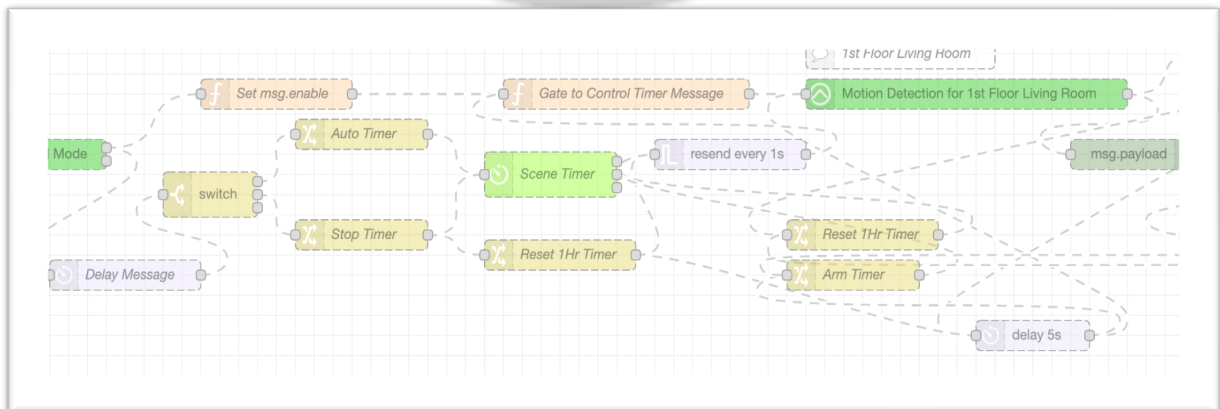 1st Floor Living Room
Set msg.enable
Gate to Control Timer Message
Motion Detection for 1st Floor Living Room
Auto Timer
Mode
resend every 1s
msg.payload
Scene Timer
switch
Stop Timer
Reset 1Hr Timer
Reset 1Hr Timer
Delay Message
Arm Timer
delay 5s